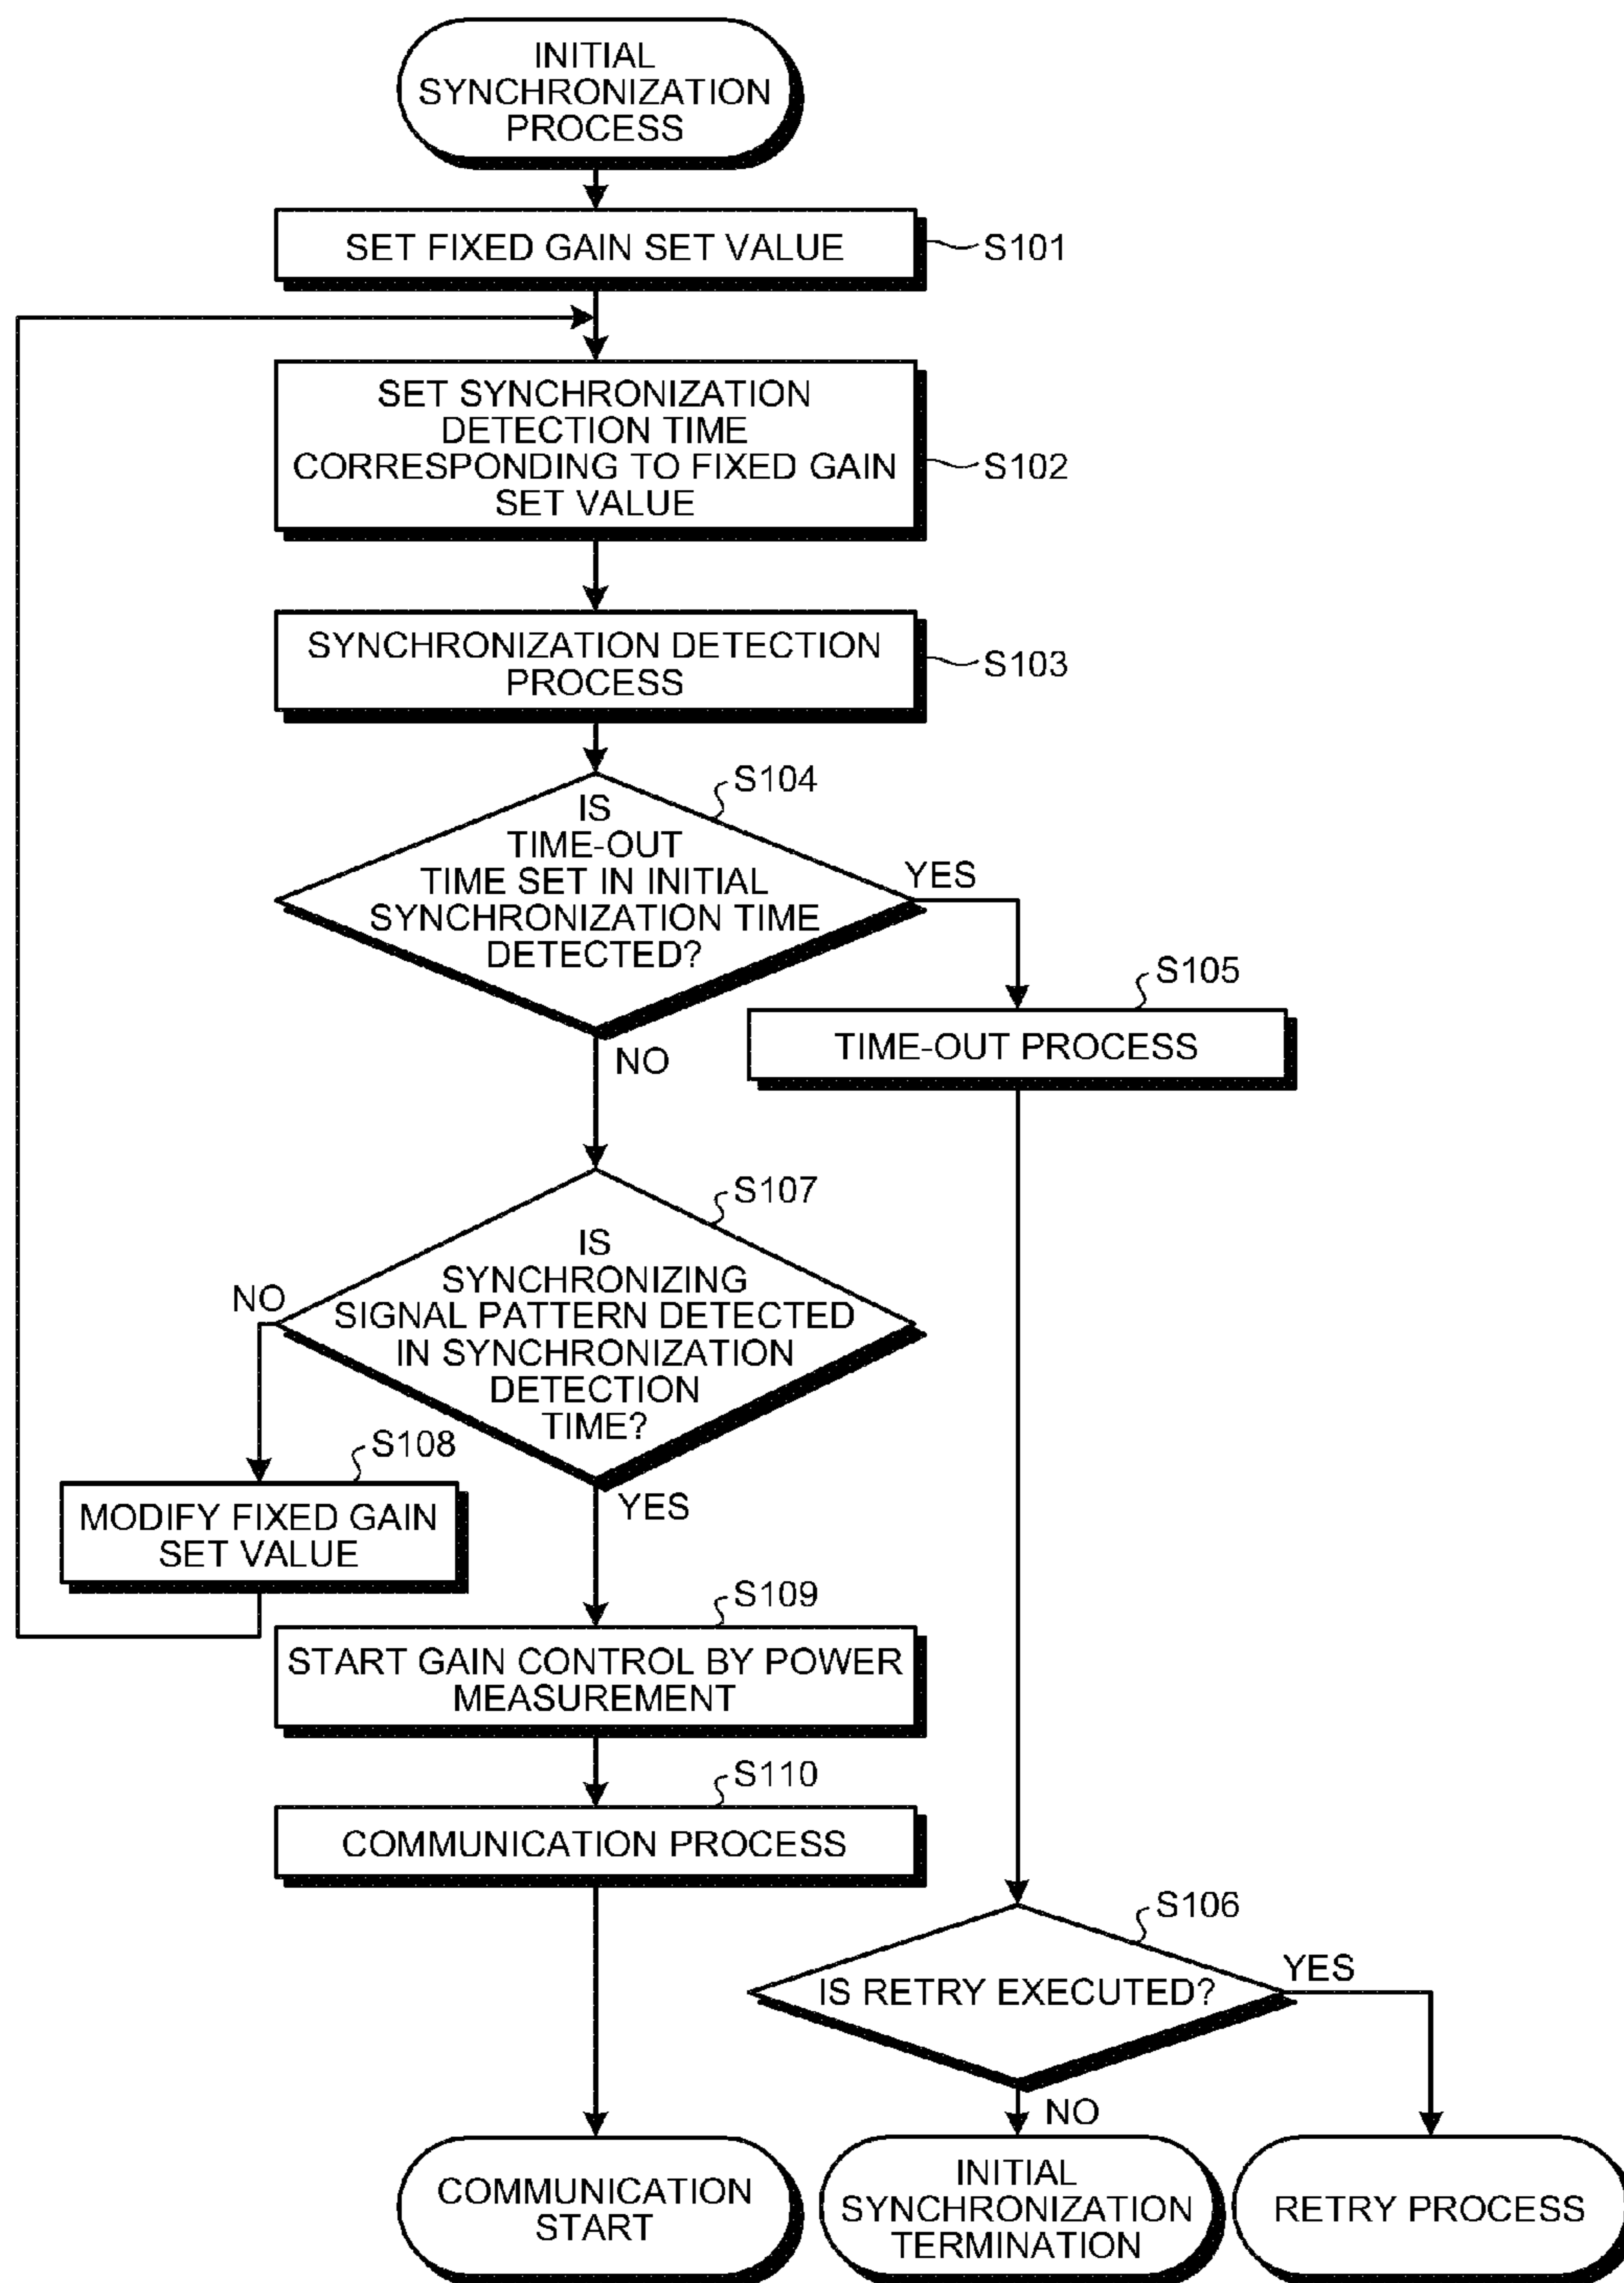 INITIAL
SYNCHRONIZATION
PROCESS
SET FIXED GAIN SET VALUE
S101
SET SYNCHRONIZATION
DETECTION TIME
CORRESPONDING TO FIXED GAIN
SET VALUE
S102
SYNCHRONIZATION DETECTION
PROCESS
S103
S104
IS
TIME-OUT
TIME SET IN INITIAL
SYNCHRONIZATION TIME
DETECTED?
YES
NO
S105
TIME-OUT PROCESS
S107
IS
SYNCHRONIZING
SIGNAL PATTERN DETECTED
IN SYNCHRONIZATION
DETECTION
TIME?
NO
YES
S108
MODIFY FIXED GAIN
SET VALUE
S109
START GAIN CONTROL BY POWER
MEASUREMENT
S110
COMMUNICATION PROCESS
S106
IS RETRY EXECUTED?
YES
NO
COMMUNICATION
START
INITIAL
SYNCHRONIZATION
TERMINATION
RETRY PROCESS